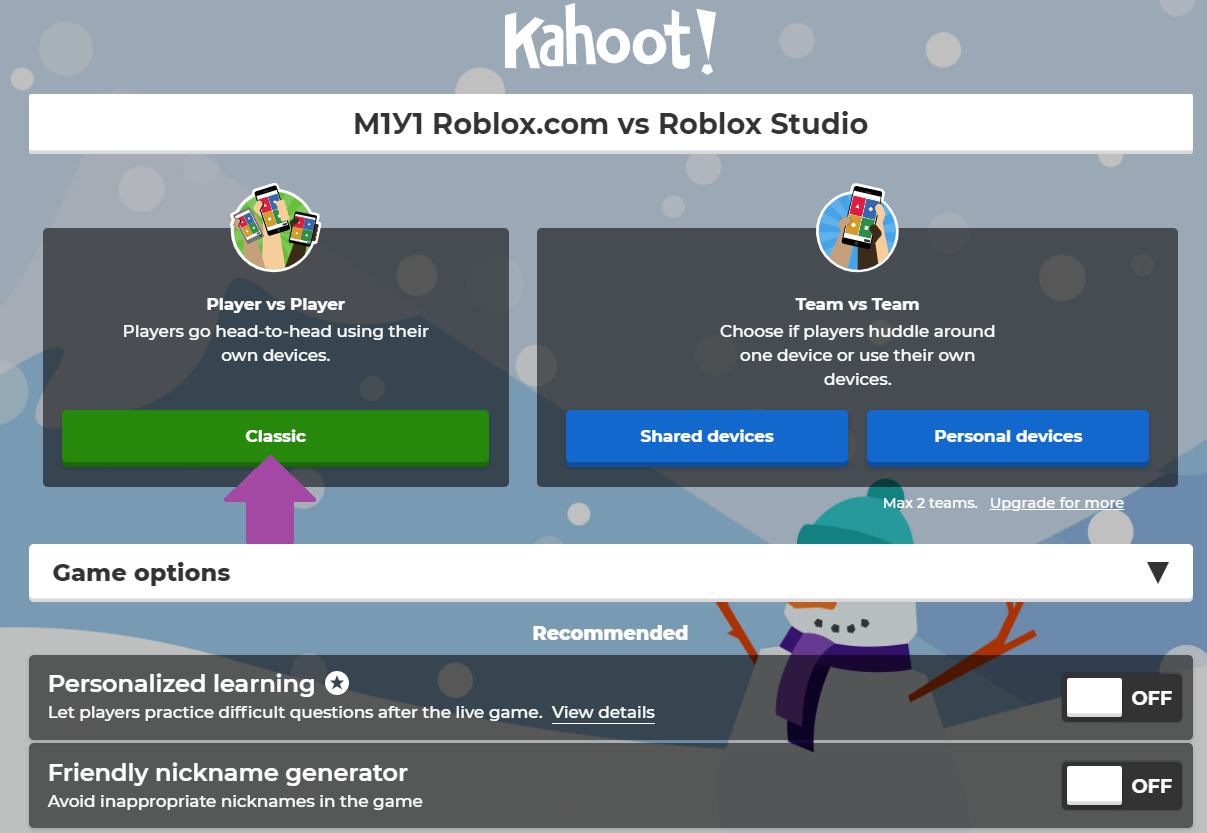 Kahoot!
М1У1 Roblox.com vs Roblox Studio
Player vs Player
Players go head-to-head using their
own devices.
Classic
Team vs Team
Choose if players huddle around
one device or use their own
devices.
Shared devices
Personal devices
Max 2 teams. Upgrade for more
Game options
Recommended
Personalized learning
Let players practice difficult questions after the live game. View details
OFF
Friendly nickname generator
Avoid inappropriate nicknames in the game
OFF